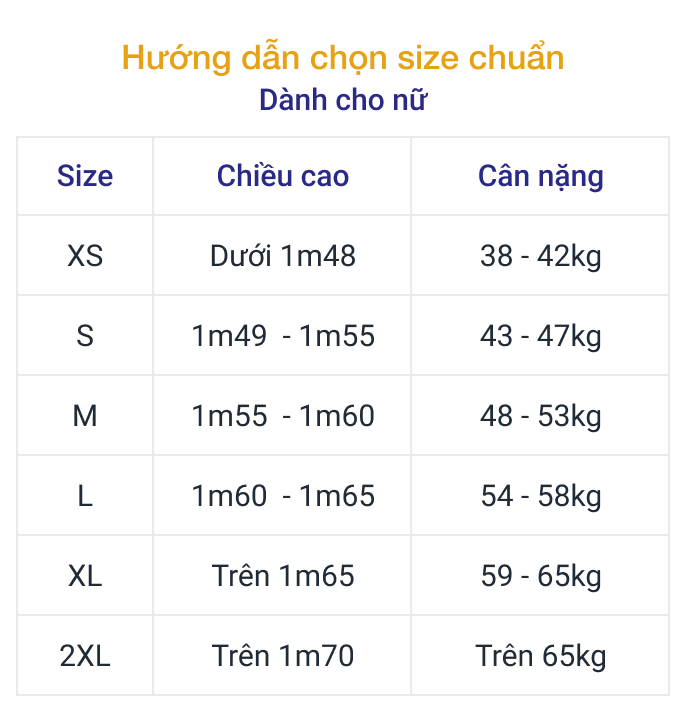 Hướng dẫn chọn size chuẩn
Dành cho nữ
Size Chiều cao Cân nặng
XS Dưới 1m48 38 - 42kg
S 1m49 - 1m55 43 - 47kg
M 1m55 - 1m60 48 - 53kg
L 1m60 - 1m65 54 - 58kg
XL Trên 1m65 59 - 65kg
2XL Trên 1m70 Trên 65kg